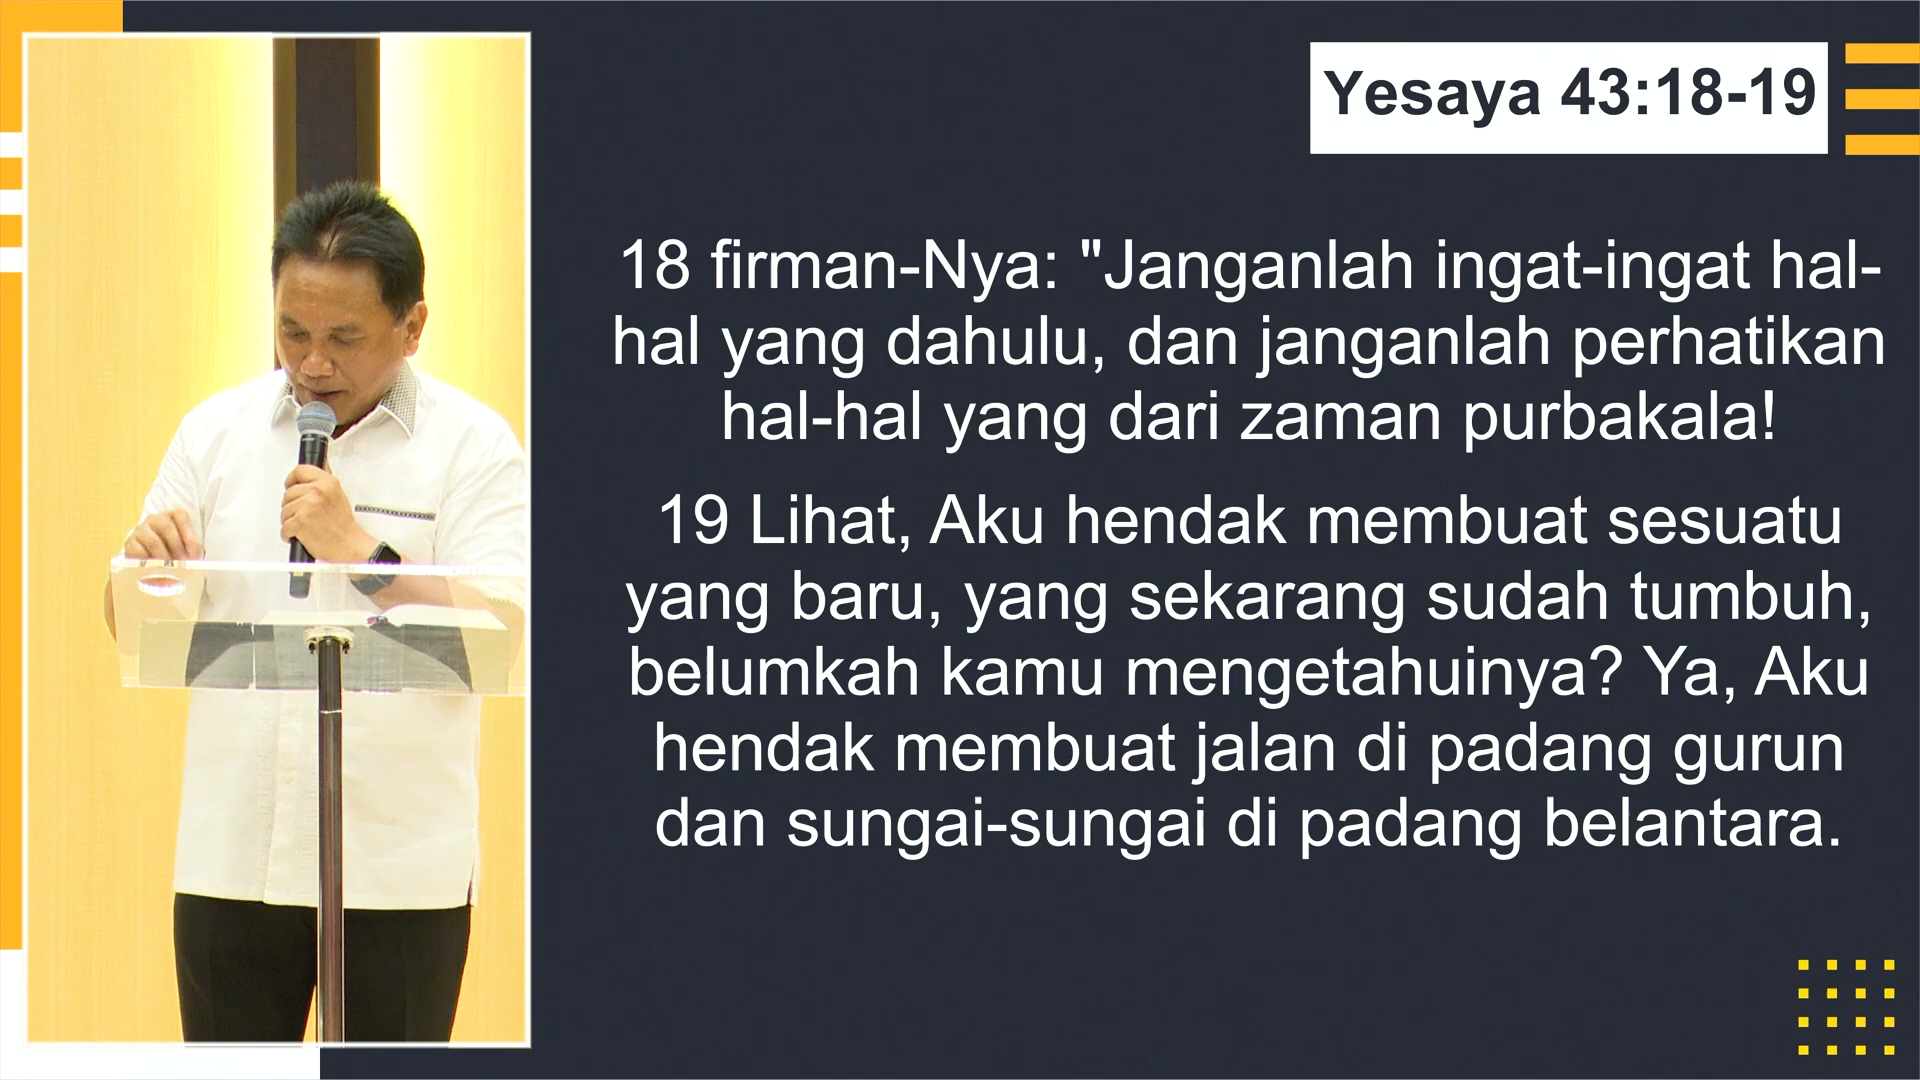 Yesaya 43:18-19
18 firman-Nya: "Janganlah ingat-ingat hal-
hal yang dahulu, dan janganlah perhatikan
hal-hal yang dari zaman purbakala!
19 Lihat, Aku hendak membuat sesuatu
yang baru, yang sekarang sudah tumbuh,
belumkah kamu mengetahuinya? Ya, Aku
hendak membuat jalan di padang gurun
dan sungai-sungai di padang belantara.